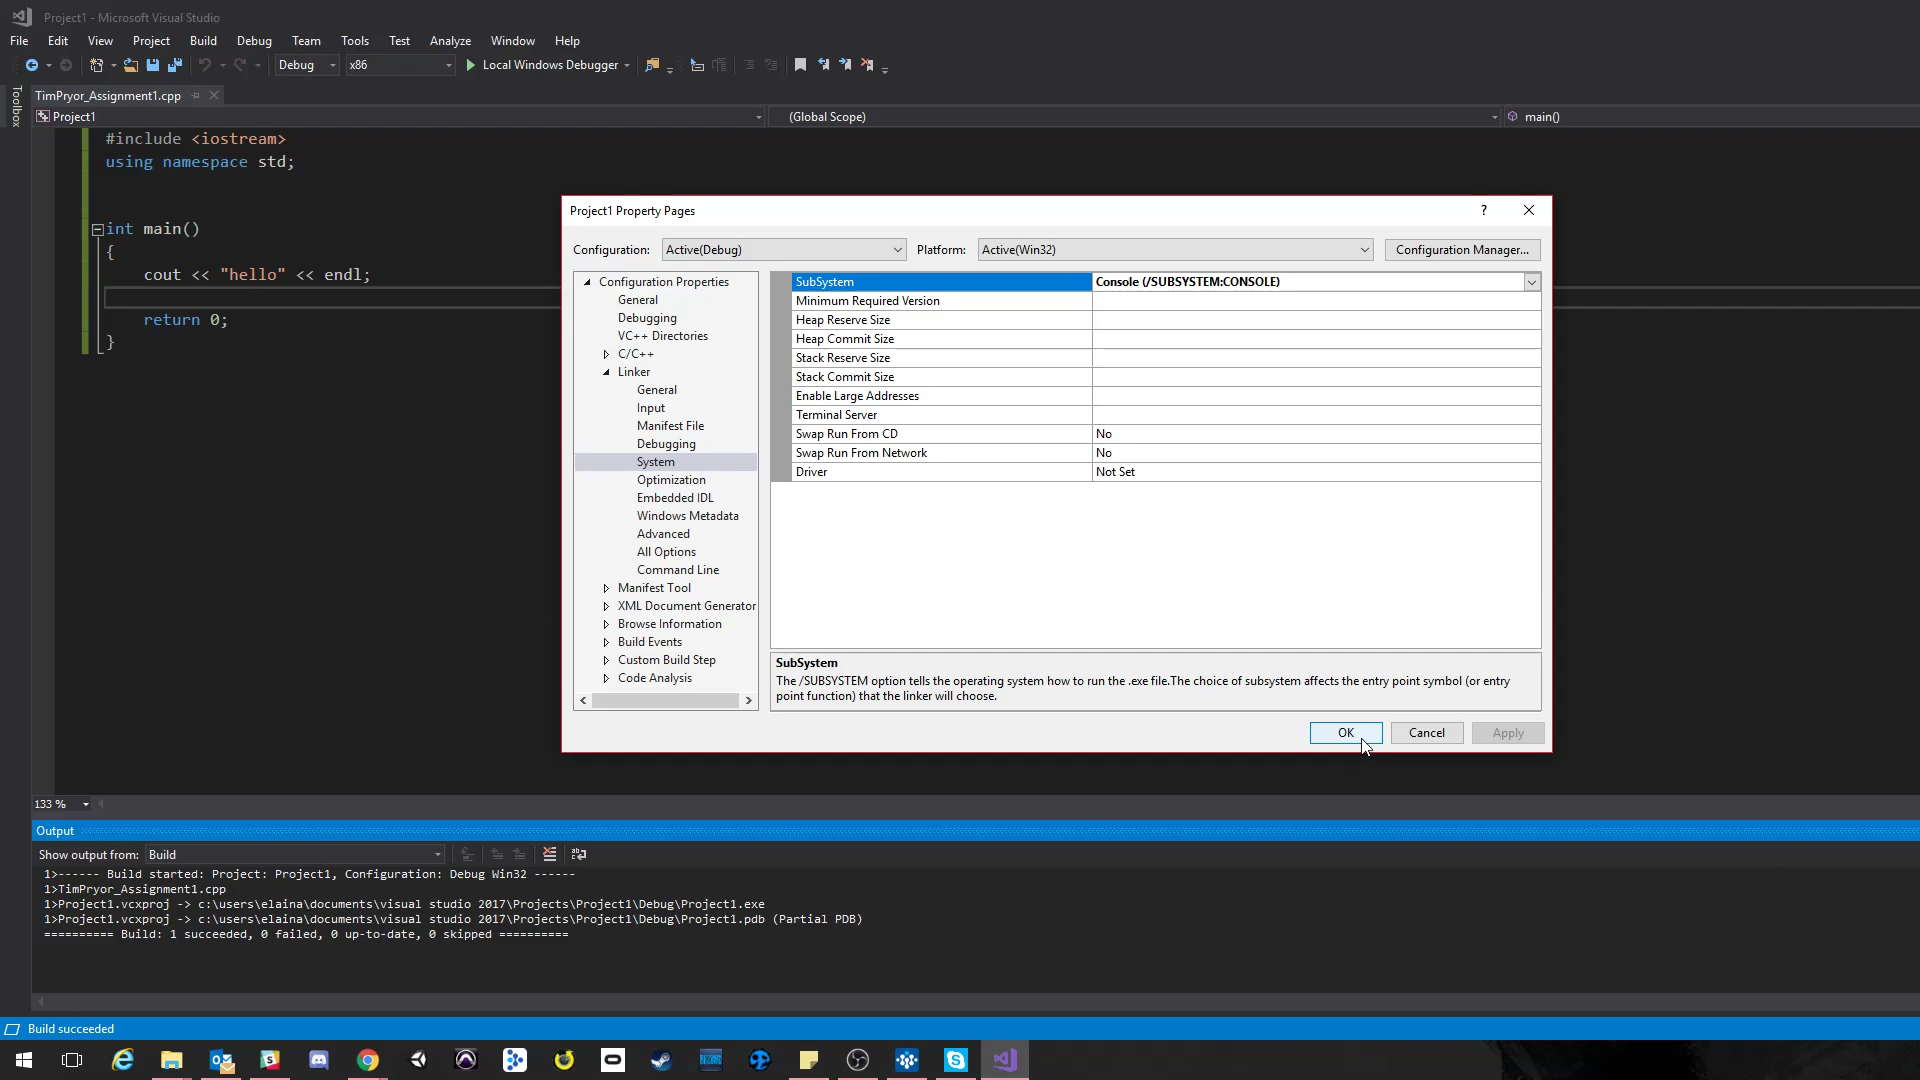 Project1 - Microsoft Visual Studio
File Edit View Project Build Debug Team Tools Test Analyze Window Help
Debug x86 Local Windows Debugger
Toolbox
TimPryor_Assignment1.cpp
Project1 (Global Scope) main()
#include <iostream>
using namespace std;
int main()
{
cout << "hello" << endl;
return 0;
}
Project1 Property Pages ?
Configuration: Active(Debug) Platform: Active(Win32) Configuration Manager...
Configuration Properties
General
Debugging
VC++ Directories
C/C++
Linker
General
Input
Manifest File
Debugging
System
Optimization
Embedded IDL
Windows Metadata
Advanced
All Options
Command Line
Manifest Tool
XML Document Generator
Browse Information
Build Events
Custom Build Step
Code Analysis
SubSystem Console (/SUBSYSTEM:CONSOLE)
Minimum Required Version
Heap Reserve Size
Heap Commit Size
Stack Reserve Size
Stack Commit Size
Enable Large Addresses
Terminal Server
Swap Run From CD No
Swap Run From Network No
Driver Not Set
SubSystem
The /SUBSYSTEM option tells the operating system how to run the .exe file.The choice of subsystem affects the entry point symbol (or entry
point function) that the linker will choose.
OK Cancel Apply
133 %
Output
Show output from: Build
1>------ Build started: Project: Project1, Configuration: Debug Win32 ------
1>TimPryor_Assignment1.cpp
1>Project1.vcxproj -> c:\users\elaina\documents\visual studio 2017\Projects\Project1\Debug\Project1.exe
1>Project1.vcxproj -> c:\users\elaina\documents\visual studio 2017\Projects\Project1\Debug\Project1.pdb (Partial PDB)
========== Build: 1 succeeded, 0 failed, 0 up-to-date, 0 skipped ==========
Build succeeded